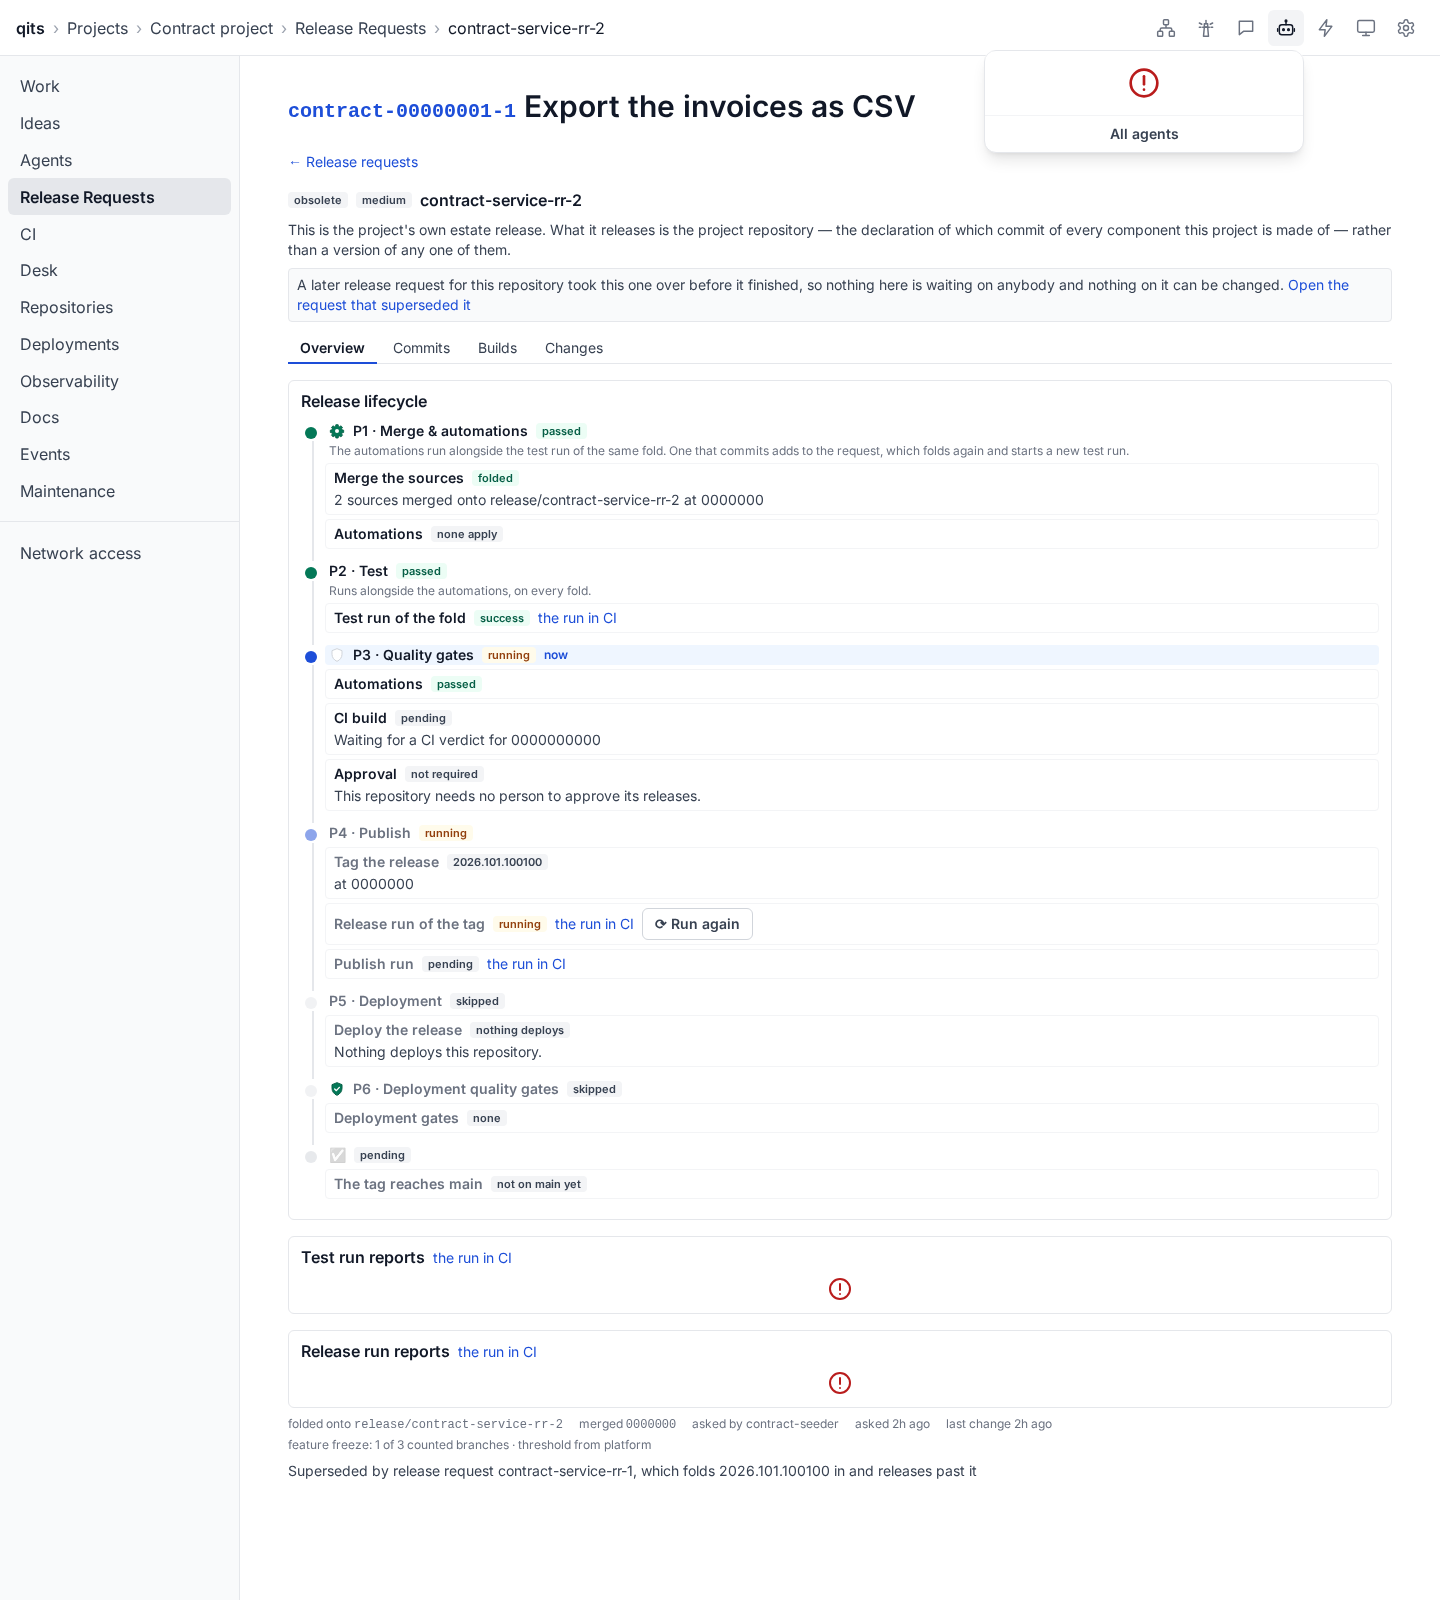 qits › Projects › Contract project › Release Requests › contract-service-rr-2
All agents
Work
Ideas
Agents
Release Requests
CI
Desk
Repositories
Deployments
Observability
Docs
Events
Maintenance
Network access
contract-00000001-1 Export the invoices as CSV
← Release requests
obsolete medium contract-service-rr-2
This is the project's own estate release. What it releases is the project repository — the declaration of which commit of every component this project is made of — rather
than a version of any one of them.
A later release request for this repository took this one over before it finished, so nothing here is waiting on anybody and nothing on it can be changed. Open the
request that superseded it
Overview Commits Builds Changes
Release lifecycle
P1 · Merge & automations passed
The automations run alongside the test run of the same fold. One that commits adds to the request, which folds again and starts a new test run.
Merge the sources folded
2 sources merged onto release/contract-service-rr-2 at 0000000
Automations none apply
P2 · Test passed
Runs alongside the automations, on every fold.
Test run of the fold success the run in CI
P3 · Quality gates running now
Automations passed
CI build pending
Waiting for a CI verdict for 0000000000
Approval not required
This repository needs no person to approve its releases.
P4 · Publish running
Tag the release 2026.101.100100
at 0000000
Release run of the tag running the run in CI ⟳ Run again
Publish run pending the run in CI
P5 · Deployment skipped
Deploy the release nothing deploys
Nothing deploys this repository.
P6 · Deployment quality gates skipped
Deployment gates none
pending
The tag reaches main not on main yet
Test run reports the run in CI
Release run reports the run in CI
folded onto release/contract-service-rr-2 merged 0000000 asked by contract-seeder asked 2h ago last change 2h ago
feature freeze: 1 of 3 counted branches · threshold from platform
Superseded by release request contract-service-rr-1, which folds 2026.101.100100 in and releases past it